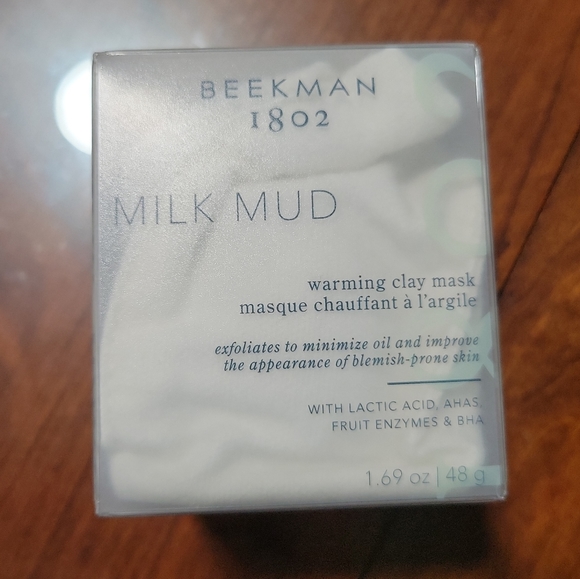 BEEKMAN
1802
MILK MUD
warming clay mask
masque chauffant à l'argile
exfoliates to minimize oil and improve
the appearance of blemish-prone skin
WITH LACTIC ACID, AHAS,
FRUIT ENZYMES & BHA
1.69 oz | 48 g